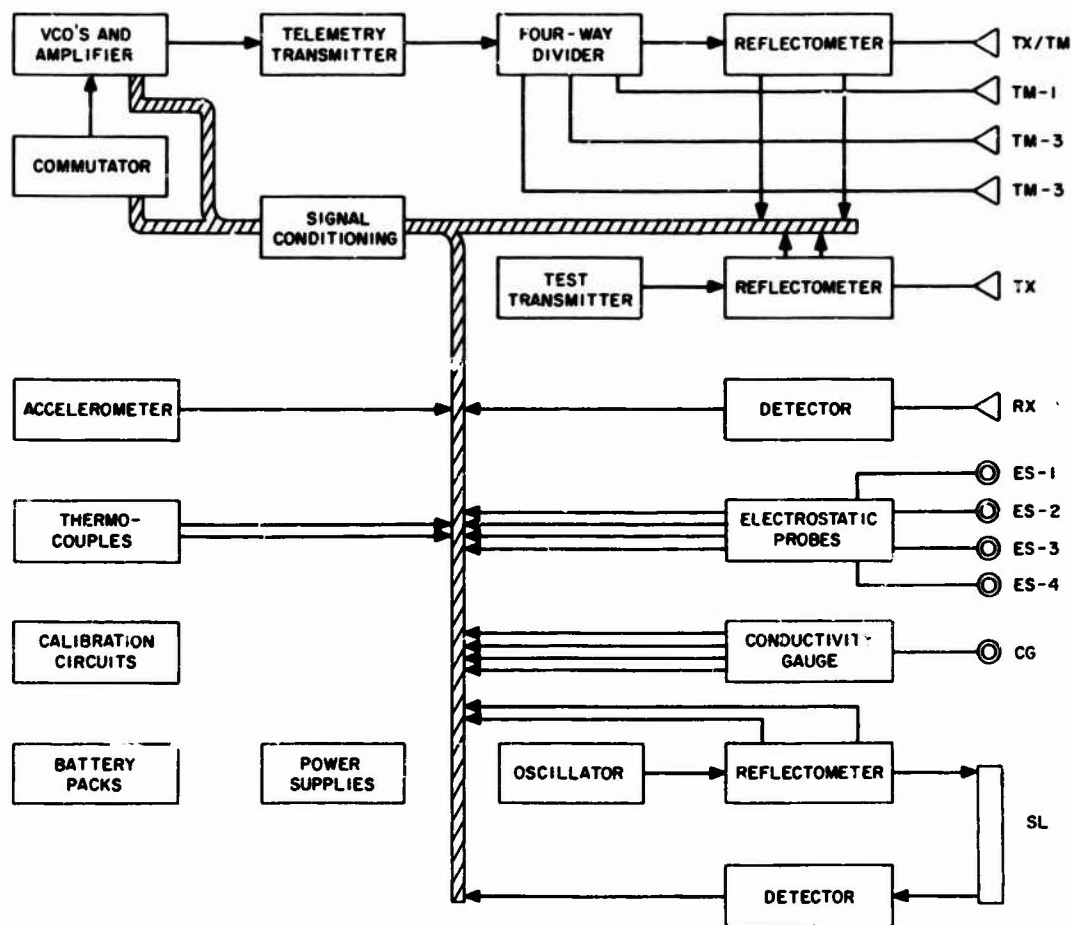 VCO'S AND
AMPLIFIER
TELEMETRY
TRANSMITTER
FOUR-WAY
DIVIDER
REFLECTOMETER
TX/TM
TM-1
COMMUTATOR
TM-3
TM-3
SIGNAL
CONDITIONING
TEST
TRANSMITTER
REFLECTOMETER
TX
ACCELEROMETER
DETECTOR
RX
ES-1
THERMO-
COUPLES
ELECTROSTATIC
PROBES
ES-2
ES-3
ES-4
CALIBRATION
CIRCUITS
CONDUCTIVITY
GAUGE
CG
BATTERY
PACKS
POWER
SUPPLIES
OSCILLATOR
REFLECTOMETER
SL
DETECTOR